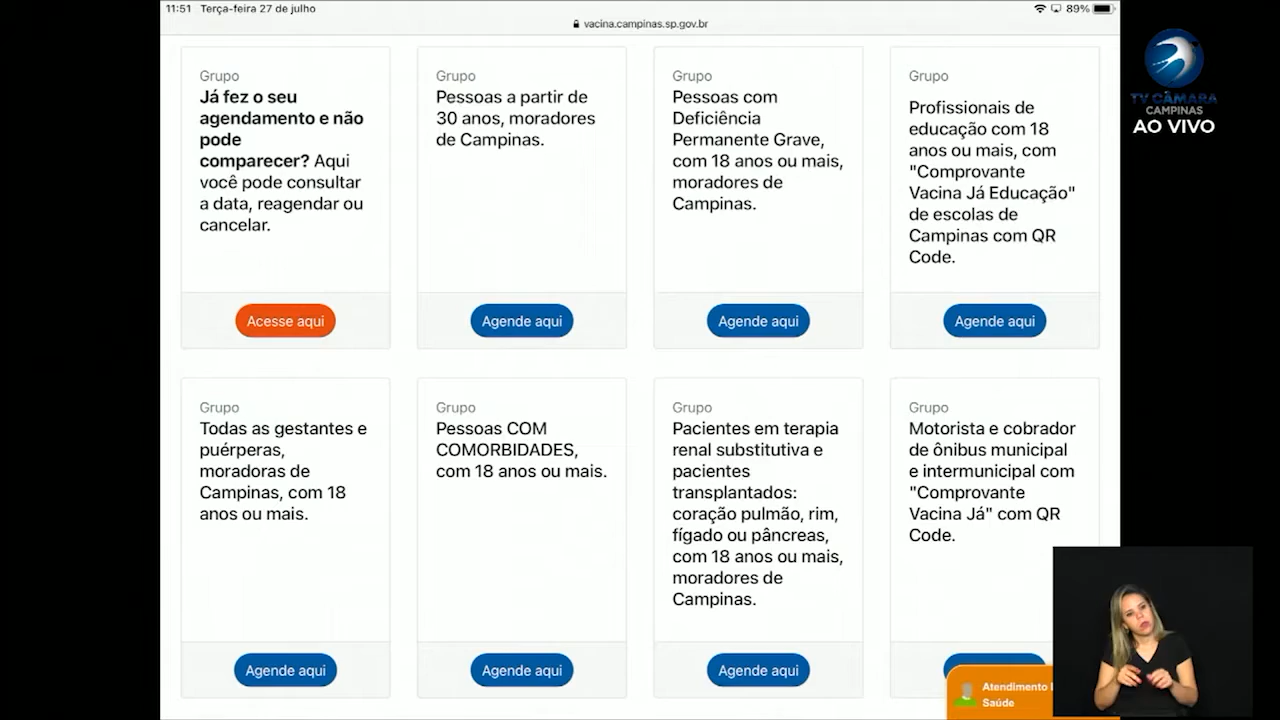 11:51 Terça-feira 27 de julho
89%
vacina.campinas.sp.gov.br
TV CÂMARA
CAMPINAS
AO VIVO
Grupo
Já fez o seu
agendamento e não
pode
comparecer? Aqui
você pode consultar
a data, reagendar ou
cancelar.
Acesse aqui
Grupo
Pessoas a partir de
30 anos, moradores
de Campinas.
Agende aqui
Grupo
Pessoas com
Deficiência
Permanente Grave,
com 18 anos ou mais,
moradores de
Campinas.
Agende aqui
Grupo
Profissionais de
educação com 18
anos ou mais, com
"Comprovante
Vacina Já Educação"
de escolas de
Campinas com QR
Code.
Agende aqui
Grupo
Todas as gestantes e
puérperas,
moradoras de
Campinas, com 18
anos ou mais.
Agende aqui
Grupo
Pessoas COM
COMORBIDADES,
com 18 anos ou mais.
Agende aqui
Grupo
Pacientes em terapia
renal substitutiva e
pacientes
transplantados:
coração pulmão, rim,
fígado ou pâncreas,
com 18 anos ou mais,
moradores de
Campinas.
Agende aqui
Grupo
Motorista e cobrador
de ônibus municipal
e intermunicipal com
"Comprovante
Vacina Já" com QR
Code.
Atendimento
Saúde